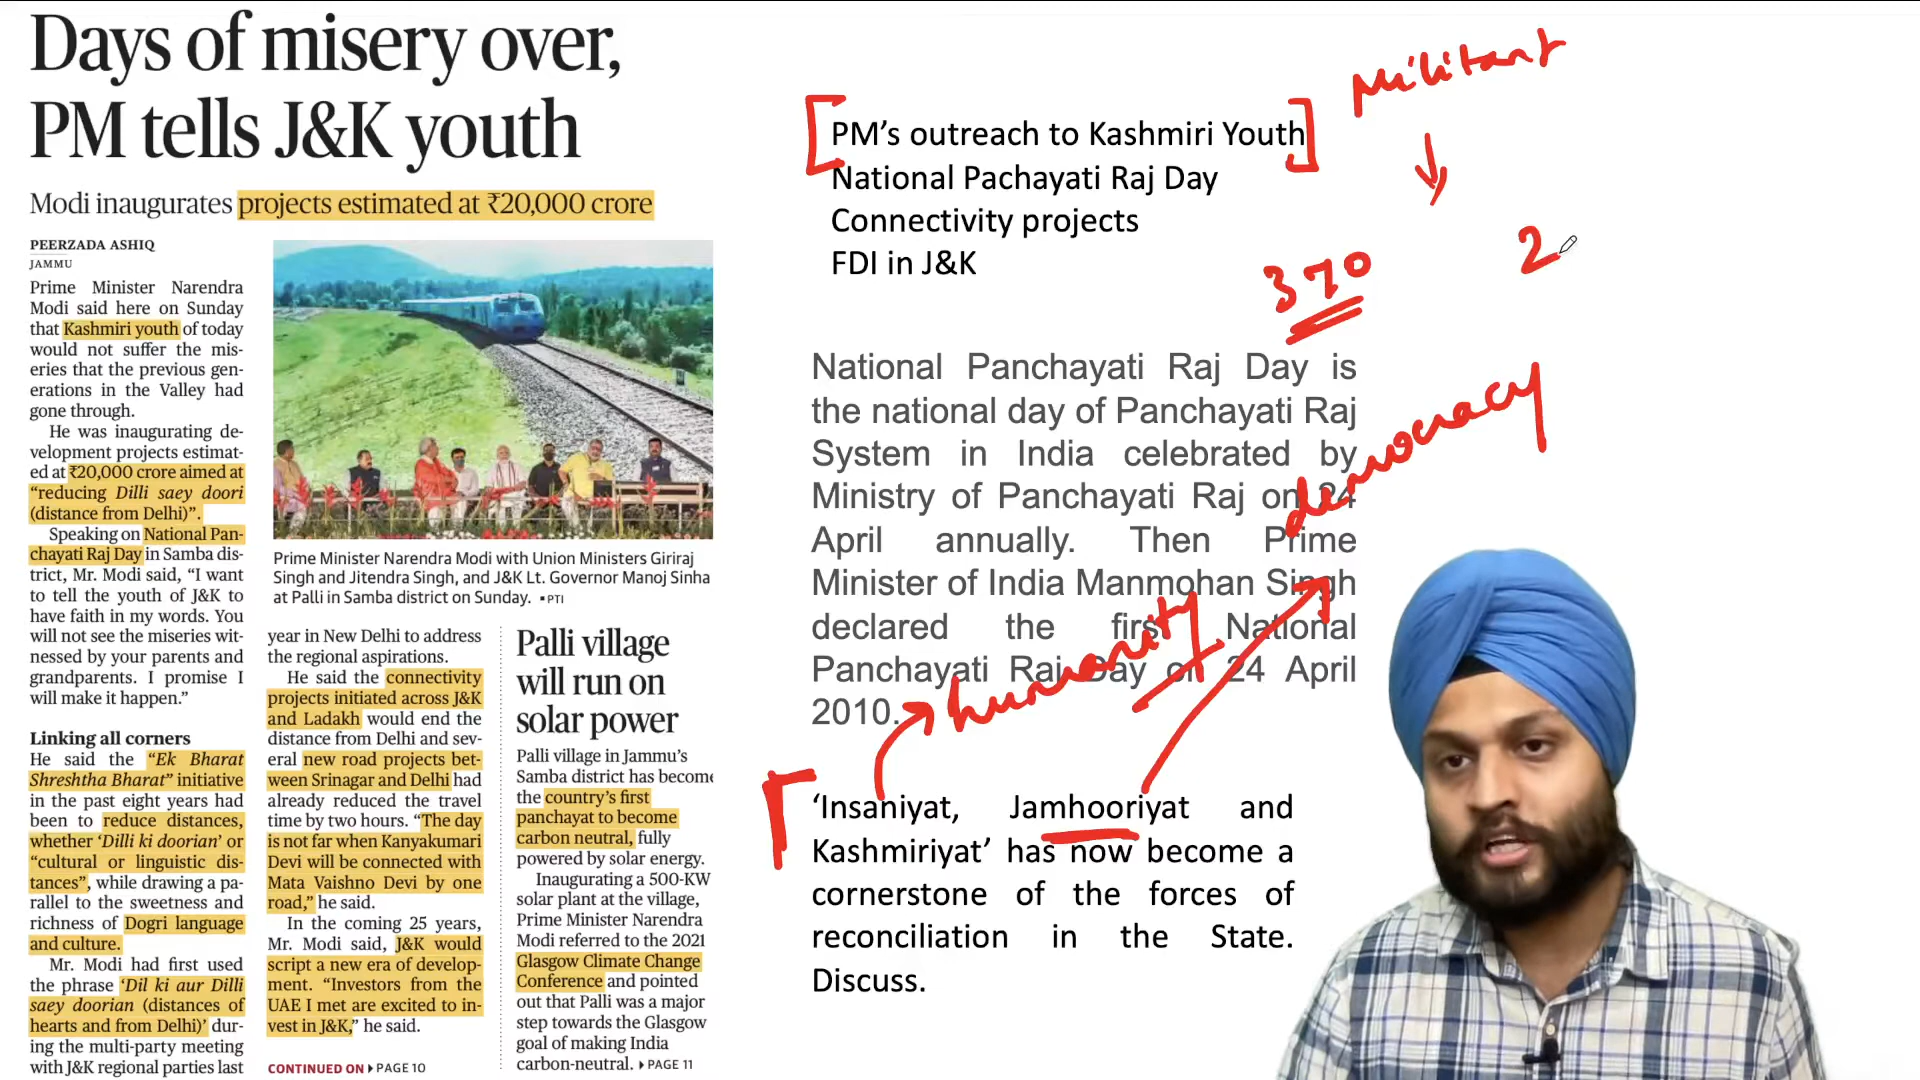 Days of misery over,
PM tells J&K youth
Modi inaugurates projects estimated at ₹20,000 crore
PEERZADA ASHIQ
JAMMU
Prime Minister Narendra
Modi said here on Sunday
that Kashmiri youth of today
would not suffer the mis-
eries that the previous gen-
erations in the Valley had
gone through.
He was inaugurating de-
velopment projects estimat-
ed at ₹20,000 crore aimed at
“reducing Dilli saey doori
(distance from Delhi)”.
Speaking on National Pan-
chayati Raj Day in Samba dis-
trict, Mr. Modi said, “I want
to tell the youth of J&K to
have faith in my words. You
will not see the miseries wit-
nessed by your parents and
grandparents. I promise I
will make it happen.”
Linking all corners
He said the “Ek Bharat
Shreshtha Bharat” initiative
in the past eight years had
been to reduce distances,
whether ‘Dilli ki doorian’ or
“cultural or linguistic dis-
tances”, while drawing a pa-
rallel to the sweetness and
richness of Dogri language
and culture.
Mr. Modi had first used
the phrase ‘Dil ki aur Dilli
saey doorian (distances of
hearts and from Delhi)’ dur-
ing the multi-party meeting
with J&K regional parties last
Prime Minister Narendra Modi with Union Ministers Giriraj
Singh and Jitendra Singh, and J&K Lt. Governor Manoj Sinha
at Palli in Samba district on Sunday. ▪ PTI
year in New Delhi to address
the regional aspirations.
He said the connectivity
projects initiated across J&K
and Ladakh would end the
distance from Delhi and sev-
eral new road projects bet-
ween Srinagar and Delhi had
already reduced the travel
time by two hours. “The day
is not far when Kanyakumari
Devi will be connected with
Mata Vaishno Devi by one
road,” he said.
In the coming 25 years,
Mr. Modi said, J&K would
script a new era of develop-
ment. “Investors from the
UAE I met are excited to in-
vest in J&K,” he said.
CONTINUED ON ▸ PAGE 10
Palli village
will run on
solar power
Palli village in Jammu’s
Samba district has become
the country’s first
panchayat to become
carbon neutral, fully
powered by solar energy.
Inaugurating a 500-KW
solar plant at the village,
Prime Minister Narendra
Modi referred to the 2021
Glasgow Climate Change
Conference and pointed
out that Palli was a major
step towards the Glasgow
goal of making India
carbon-neutral. ▸ PAGE 11
PM’s outreach to Kashmiri Youth
National Pachayati Raj Day
Connectivity projects
FDI in J&K
Militant
370
2
National Panchayati Raj Day is
the national day of Panchayati Raj
System in India celebrated by
Ministry of Panchayati Raj on 24
April annually. Then Prime
Minister of India Manmohan Singh
declared the first National
Panchayati Raj Day on 24 April
2010.
democracy
humanity
‘Insaniyat, Jamhooriyat and
Kashmiriyat’ has now become a
cornerstone of the forces of
reconciliation in the State.
Discuss.